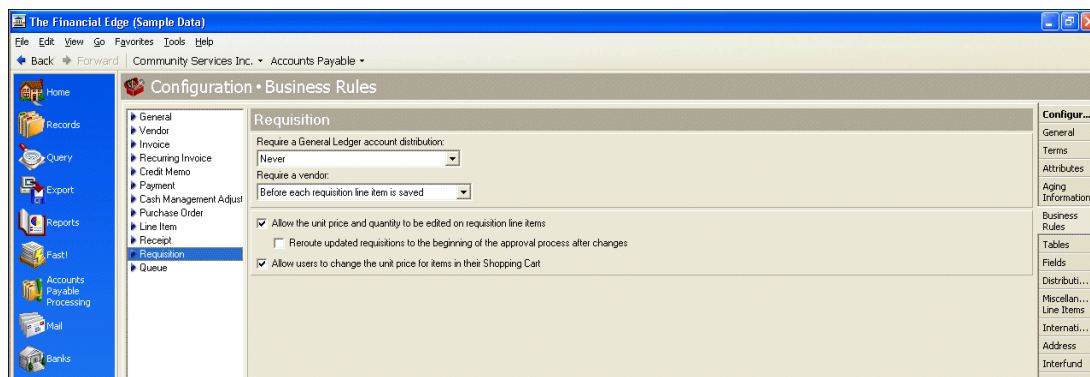 The Financial Edge (Sample Data)
File Edit View Go Favorites Tools Help
Back Forward Community Services Inc. Accounts Payable
Home
Records
Query
Export
Reports
Fast!
Accounts
Payable
Processing
Mail
Banks
Configuration • Business Rules
General
Vendor
Invoice
Recurring Invoice
Credit Memo
Payment
Cash Management Adjust
Purchase Order
Line Item
Receipt
Requisition
Queue
Requisition
Require a General Ledger account distribution:
Never
Require a vendor:
Before each requisition line item is saved
Allow the unit price and quantity to be edited on requisition line items
Reroute updated requisitions to the beginning of the approval process after changes
Allow users to change the unit price for items in their Shopping Cart
Configur...
General
Terms
Attributes
Aging
Information
Business
Rules
Tables
Fields
Distributi...
Miscellan...
Line Items
Internati...
Address
Interfund